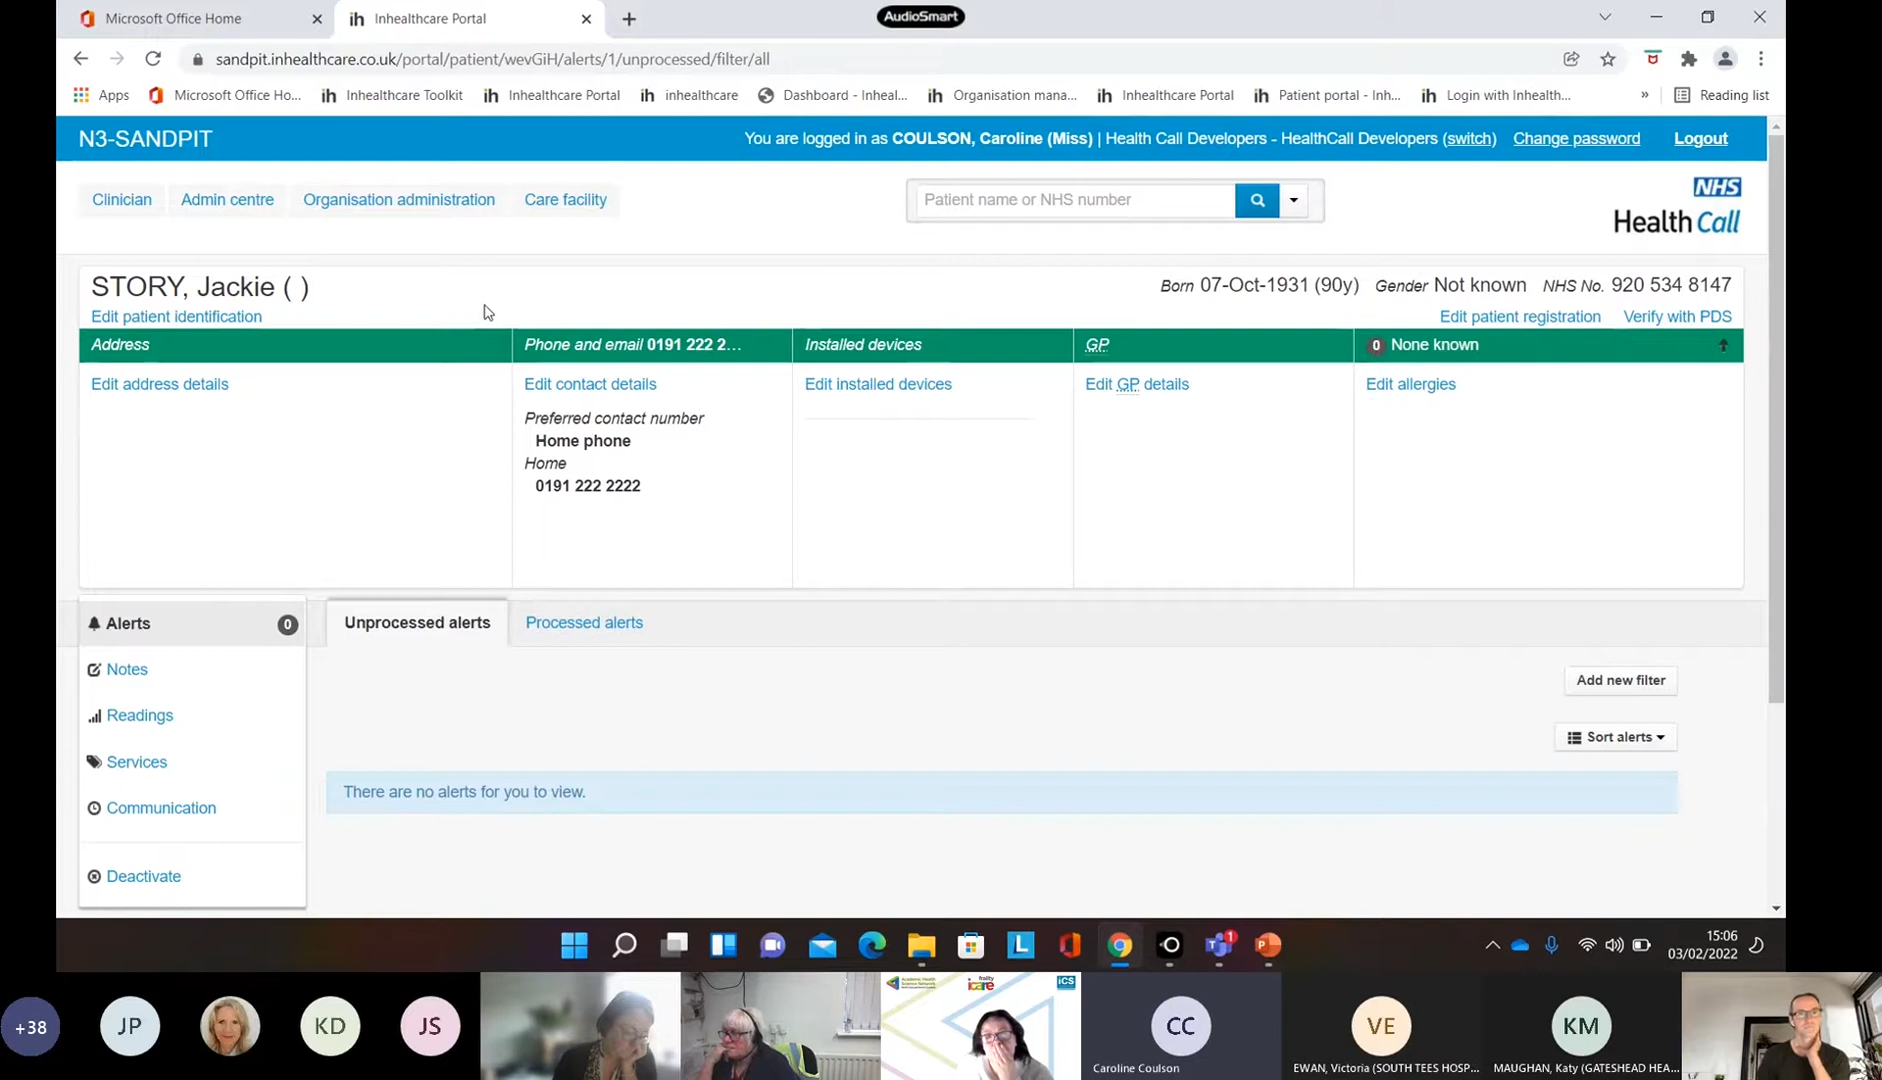 Microsoft Office Home
Inhealthcare Portal
AudioSmart
sandpit.inhealthcare.co.uk/portal/patient/wevGiH/alerts/1/unprocessed/filter/all
Apps Microsoft Office Ho... Inhealthcare Toolkit Inhealthcare Portal inhealthcare Dashboard - Inheal... Organisation mana... Inhealthcare Portal Patient portal - Inh... Login with Inhealth... » Reading list
N3-SANDPIT You are logged in as COULSON, Caroline (Miss) | Health Call Developers - HealthCall Developers (switch) Change password Logout
Clinician Admin centre Organisation administration Care facility Patient name or NHS number
NHS
Health Call
STORY, Jackie ( ) Born 07-Oct-1931 (90y) Gender Not known NHS No. 920 534 8147
Edit patient identification Edit patient registration Verify with PDS
Address Phone and email 0191 222 2... Installed devices GP 0 None known
Edit address details Edit contact details Edit installed devices Edit GP details Edit allergies
Preferred contact number
Home phone
Home
0191 222 2222
Alerts 0 Unprocessed alerts Processed alerts
Notes
Add new filter
Readings
Sort alerts
Services
There are no alerts for you to view.
Communication
Deactivate
15:06
03/02/2022
+38 JP KD JS CC VE KM
frailty
icare
ICS
Caroline Coulson
EWAN, Victoria (SOUTH TEES HOSP...
MAUGHAN, Katy (GATESHEAD HEA...